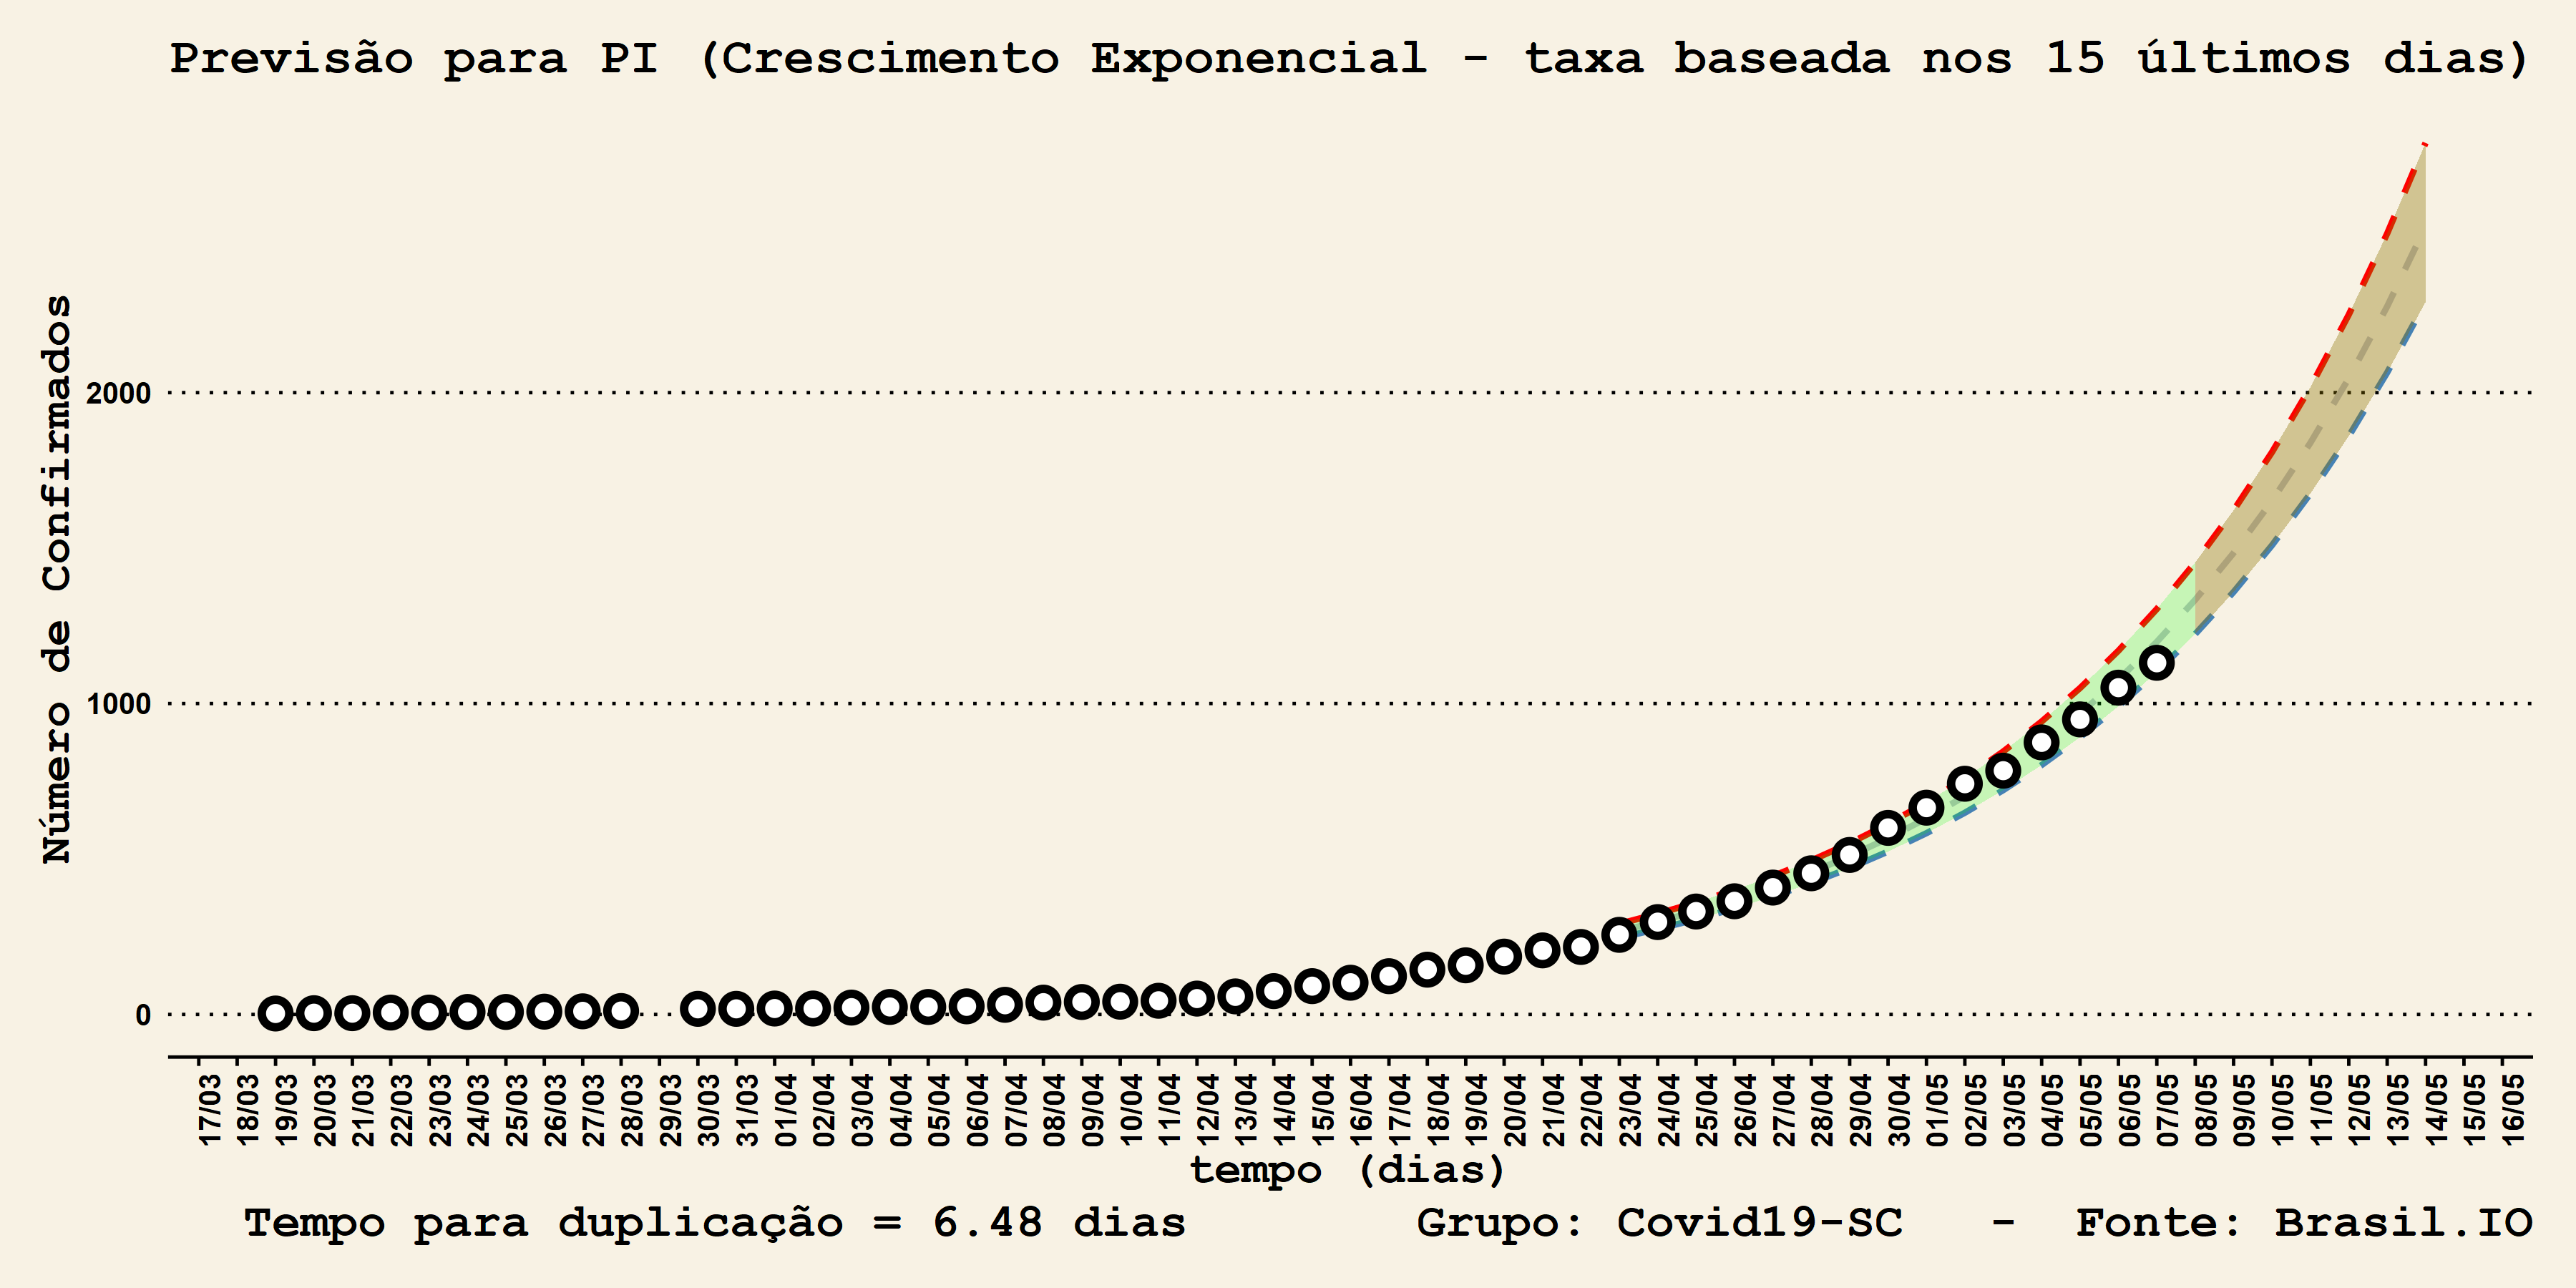 Previsão para PI (Crescimento Exponencial - taxa baseada nos 15 últimos dias)
Número de Confirmados
2000
1000
0
17/03 18/03 19/03 20/03 21/03 22/03 23/03 24/03 25/03 26/03 27/03 28/03 29/03 30/03 31/03 01/04 02/04 03/04 04/04 05/04 06/04 07/04 08/04 09/04 10/04 11/04 12/04 13/04 14/04 15/04 16/04 17/04 18/04 19/04 20/04 21/04 22/04 23/04 24/04 25/04 26/04 27/04 28/04 29/04 30/04 01/05 02/05 03/05 04/05 05/05 06/05 07/05 08/05 09/05 10/05 11/05 12/05 13/05 14/05 15/05 16/05
tempo (dias)
Tempo para duplicação = 6.48 dias Grupo: Covid19-SC - Fonte: Brasil.IO